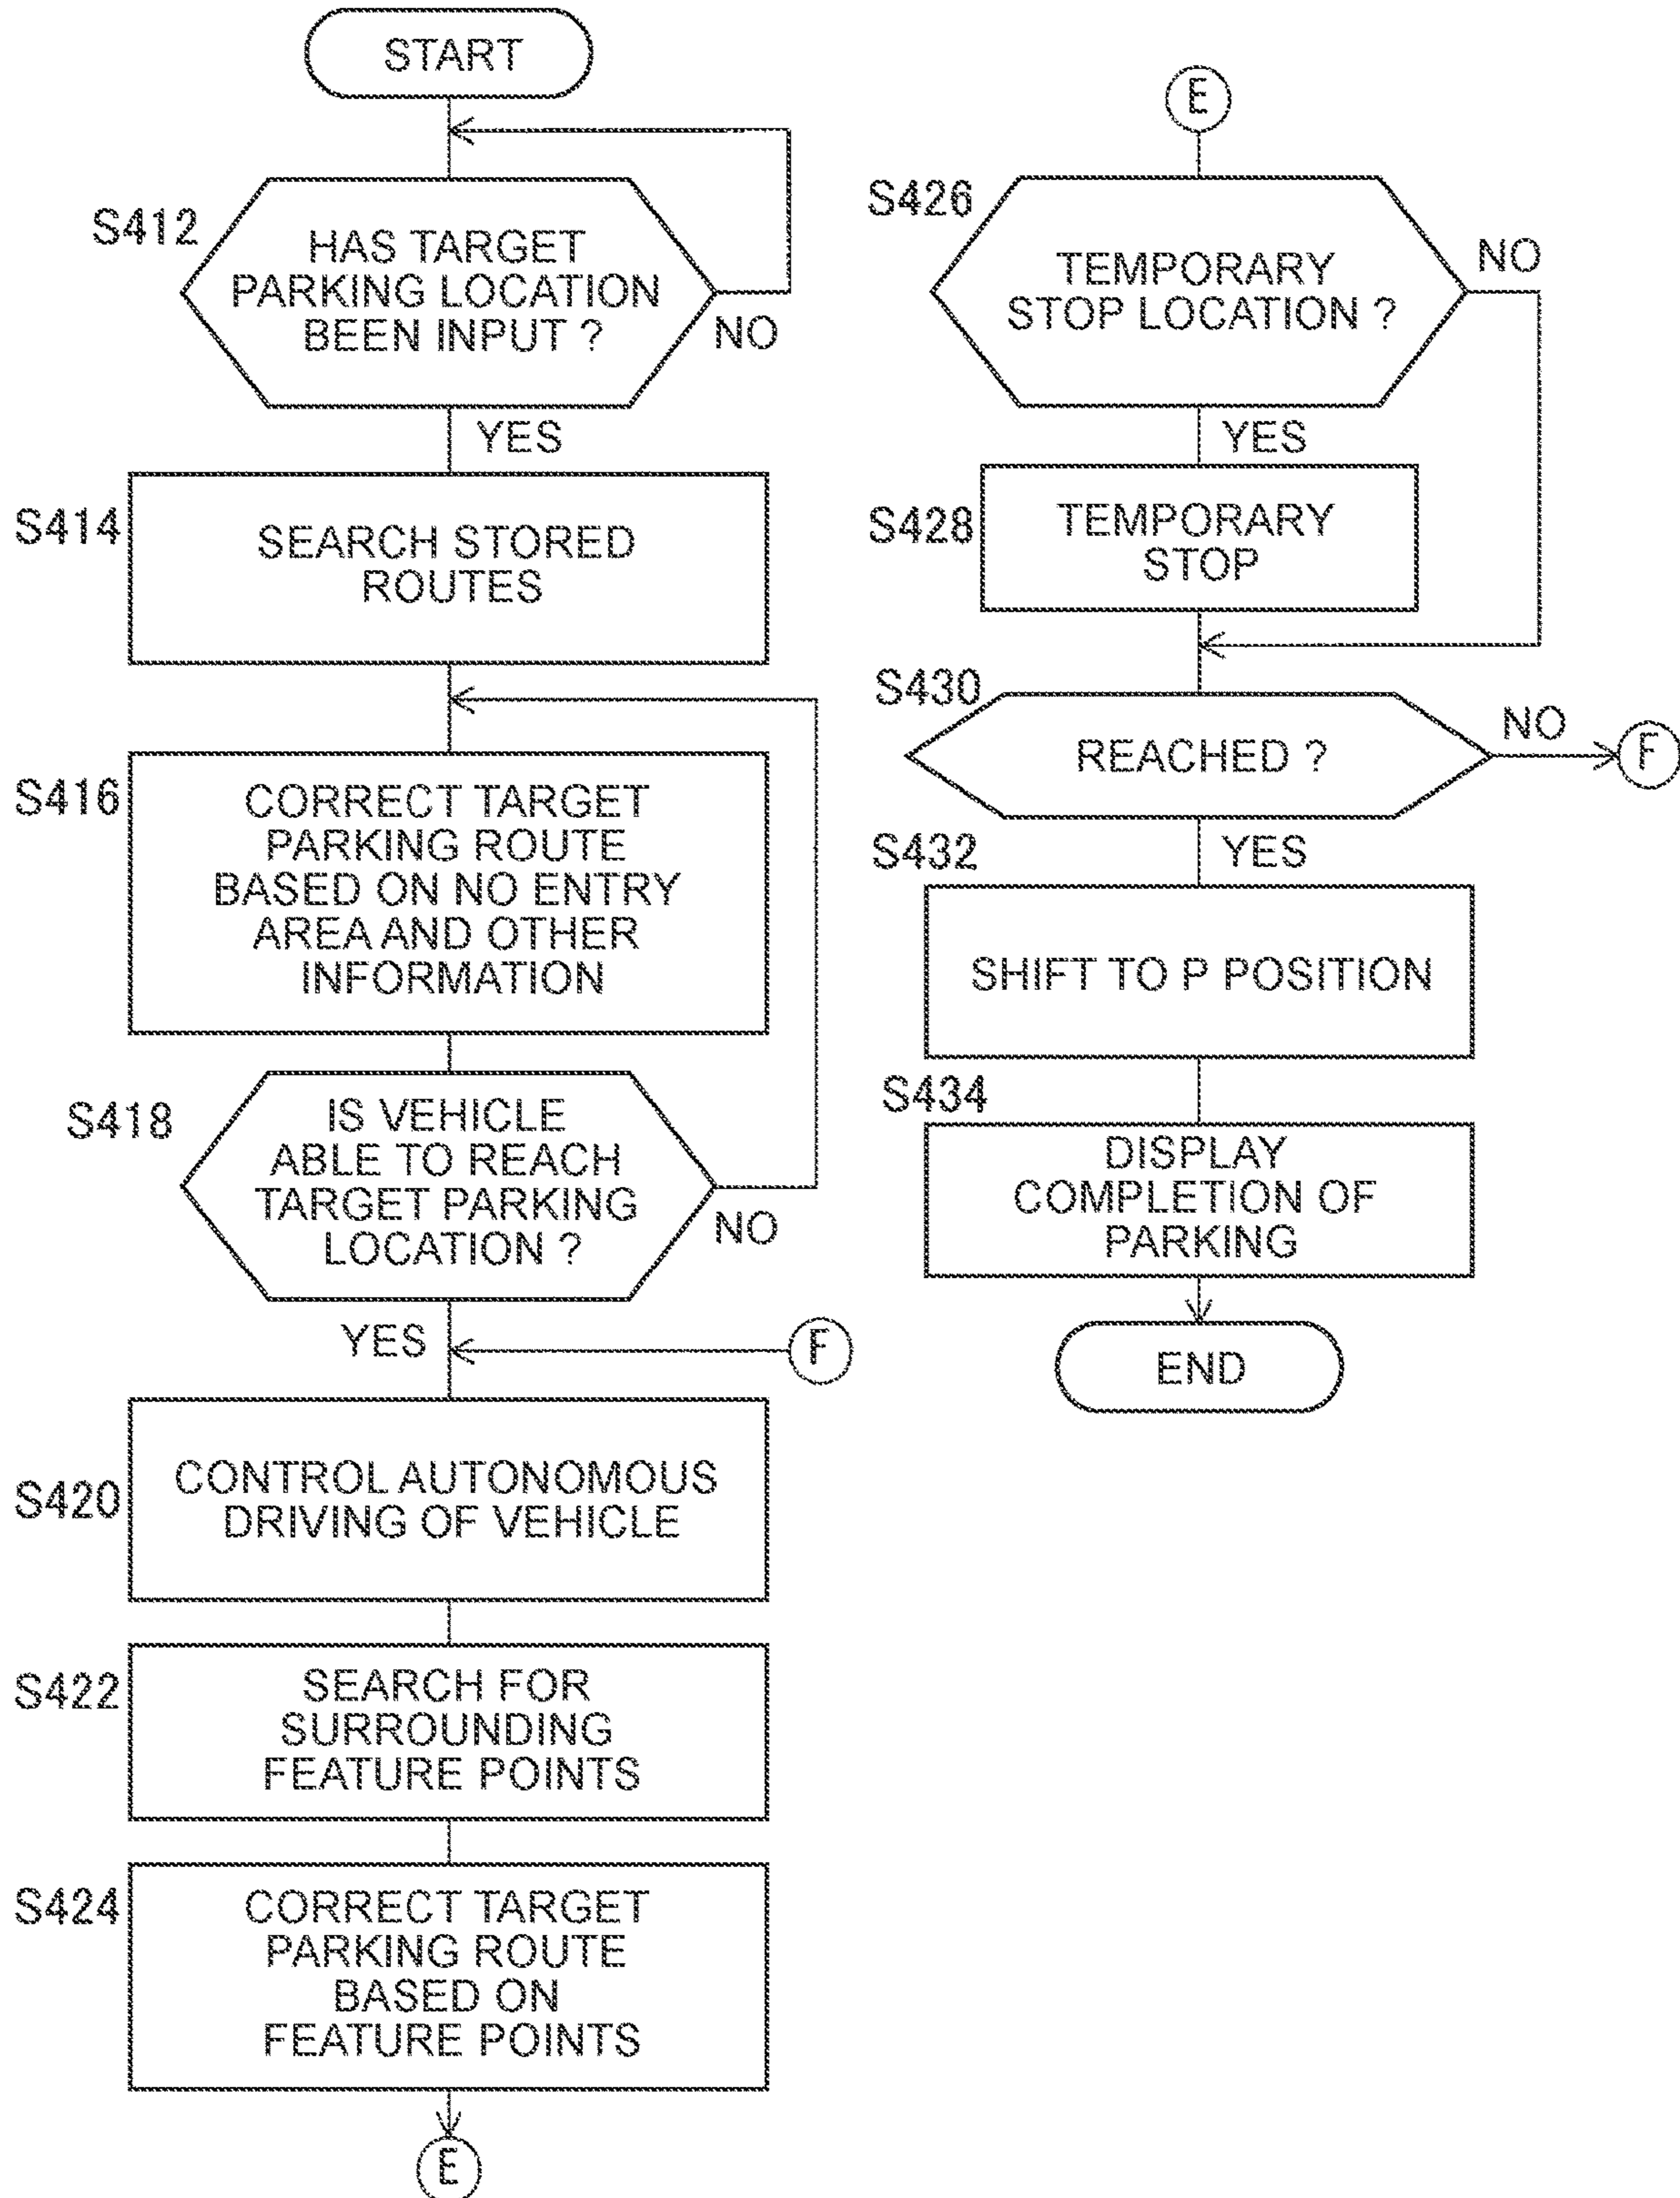 START
S412
HAS TARGET
PARKING LOCATION
BEEN INPUT ?
NO
YES
S414
SEARCH STORED
ROUTES
S416
CORRECT TARGET
PARKING ROUTE
BASED ON NO ENTRY
AREA AND OTHER
INFORMATION
S418
IS VEHICLE
ABLE TO REACH
TARGET PARKING
LOCATION ?
NO
YES
F
S420
CONTROL AUTONOMOUS
DRIVING OF VEHICLE
S422
SEARCH FOR
SURROUNDING
FEATURE POINTS
S424
CORRECT TARGET
PARKING ROUTE
BASED ON
FEATURE POINTS
E
E
S426
TEMPORARY
STOP LOCATION ?
NO
YES
S428
TEMPORARY
STOP
S430
REACHED ?
NO
F
YES
S432
SHIFT TO P POSITION
S434
DISPLAY
COMPLETION OF
PARKING
END